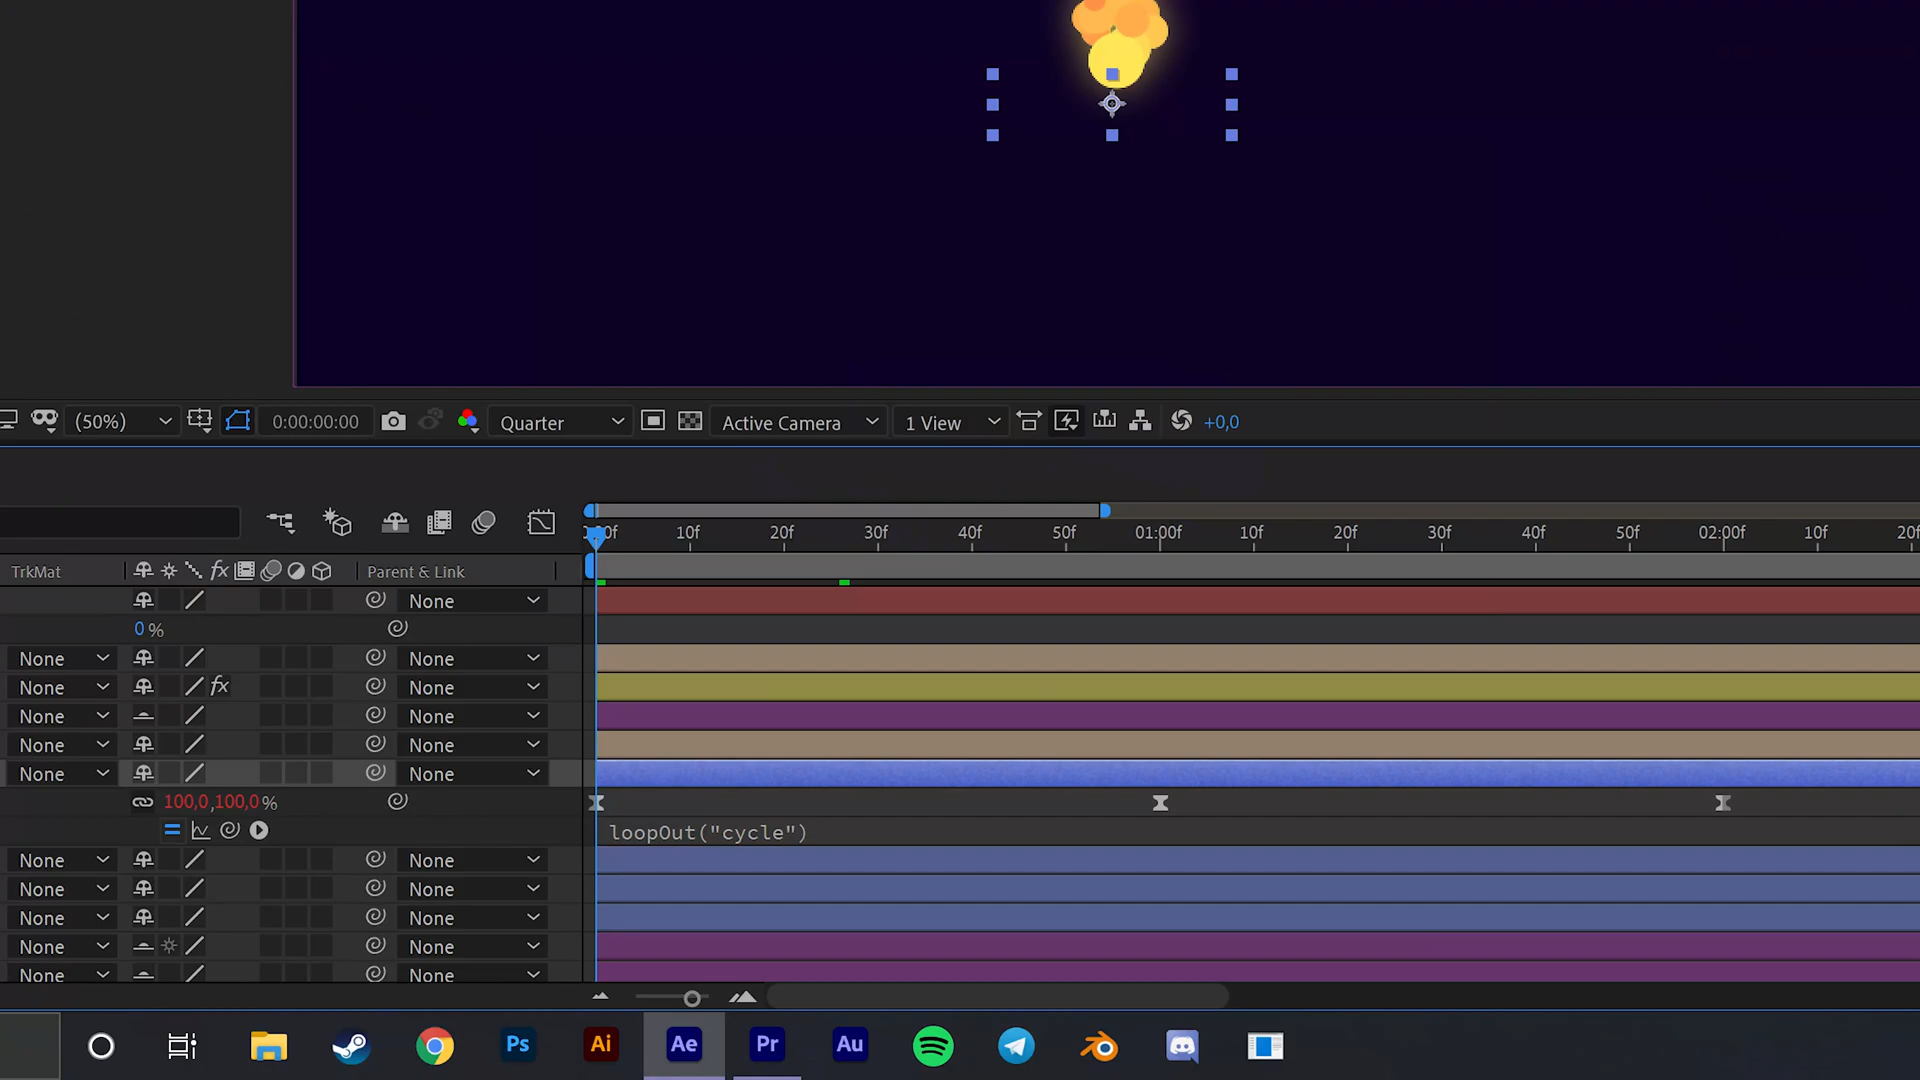 (50%) 0:00:00:00 Quarter Active Camera 1 View +0,0
10f 20f 30f 40f 50f 01:00f 10f 20f 30f 40f 50f 02:00f 10f 20f
TrkMat fx Parent & Link
None
0 %
None None
None fx None
None None
None None
None None
100,0,100,0 %
loopOut("cycle")
None None
None None
None None
None None
None None
Ps Ai Ae Pr Au